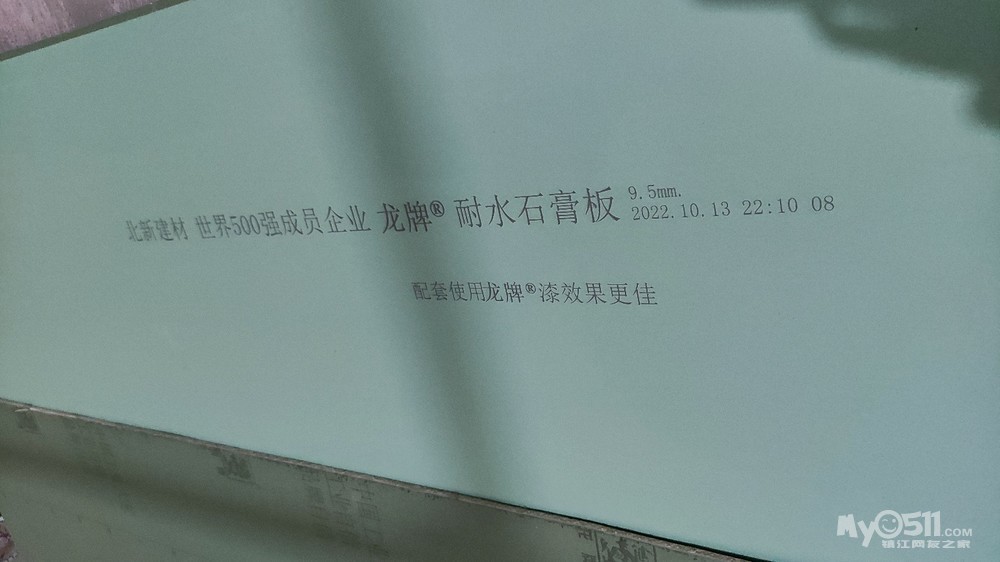 北新建材 世界500强成员企业 龙牌® 耐水石膏板 9.5mm.
2022.10.13 22:10 08
配套使用龙牌®漆效果更佳
My0511.COM
镇江网友之家